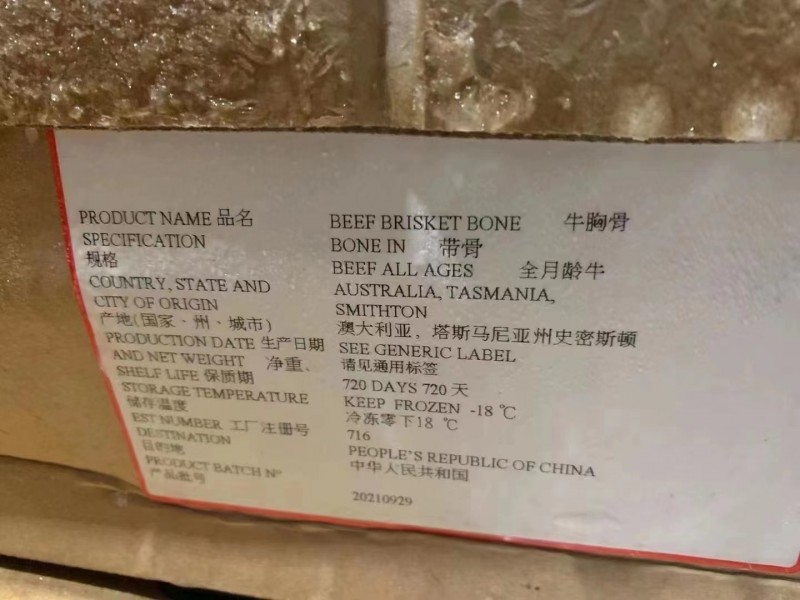 PRODUCT NAME 品名 BEEF BRISKET BONE 牛胸骨
SPECIFICATION BONE IN 带骨
规格 BEEF ALL AGES 全月龄牛
COUNTRY, STATE AND AUSTRALIA, TASMANIA,
CITY OF ORIGIN SMITHTON
产地(国家·州·城市) 澳大利亚，塔斯马尼亚州史密斯顿
PRODUCTION DATE 生产日期 SEE GENERIC LABEL
AND NET WEIGHT 净重。 请见通用标签
SHELF LIFE 保质期 720 DAYS 720 天
STORAGE TEMPERATURE KEEP FROZEN -18 ℃
储存温度 冷冻零下18 ℃
EST NUMBER 工厂注册号 716
DESTINATION PEOPLE'S REPUBLIC OF CHINA
目的地 中华人民共和国
PRODUCT BATCH N° 20210929
产品批号